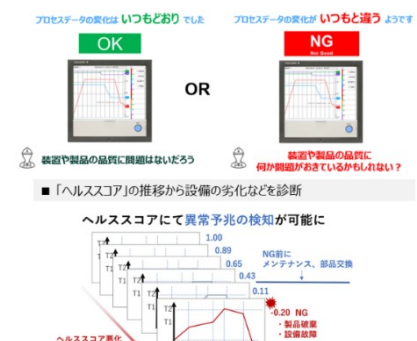 プロセスデータの変化は いつもどおり でした
プロセスデータの変化が いつもと違う ようです
OK
NG
Not Good
OR
装置や製品の品質に問題はないだろう
装置や製品の品質に
何か問題がおきているかもしれない?
■ 「ヘルススコア」の推移から設備の劣化などを診断
ヘルススコアにて異常予兆の検知が可能に
1.00
0.89
0.65
0.43
0.11
-0.20 NG
NG前に
メンテナンス、部品交換
・製品破棄
・設備故障
T2
T1
T2
T1
T2
T1
T2
T1
ヘルススコア悪化